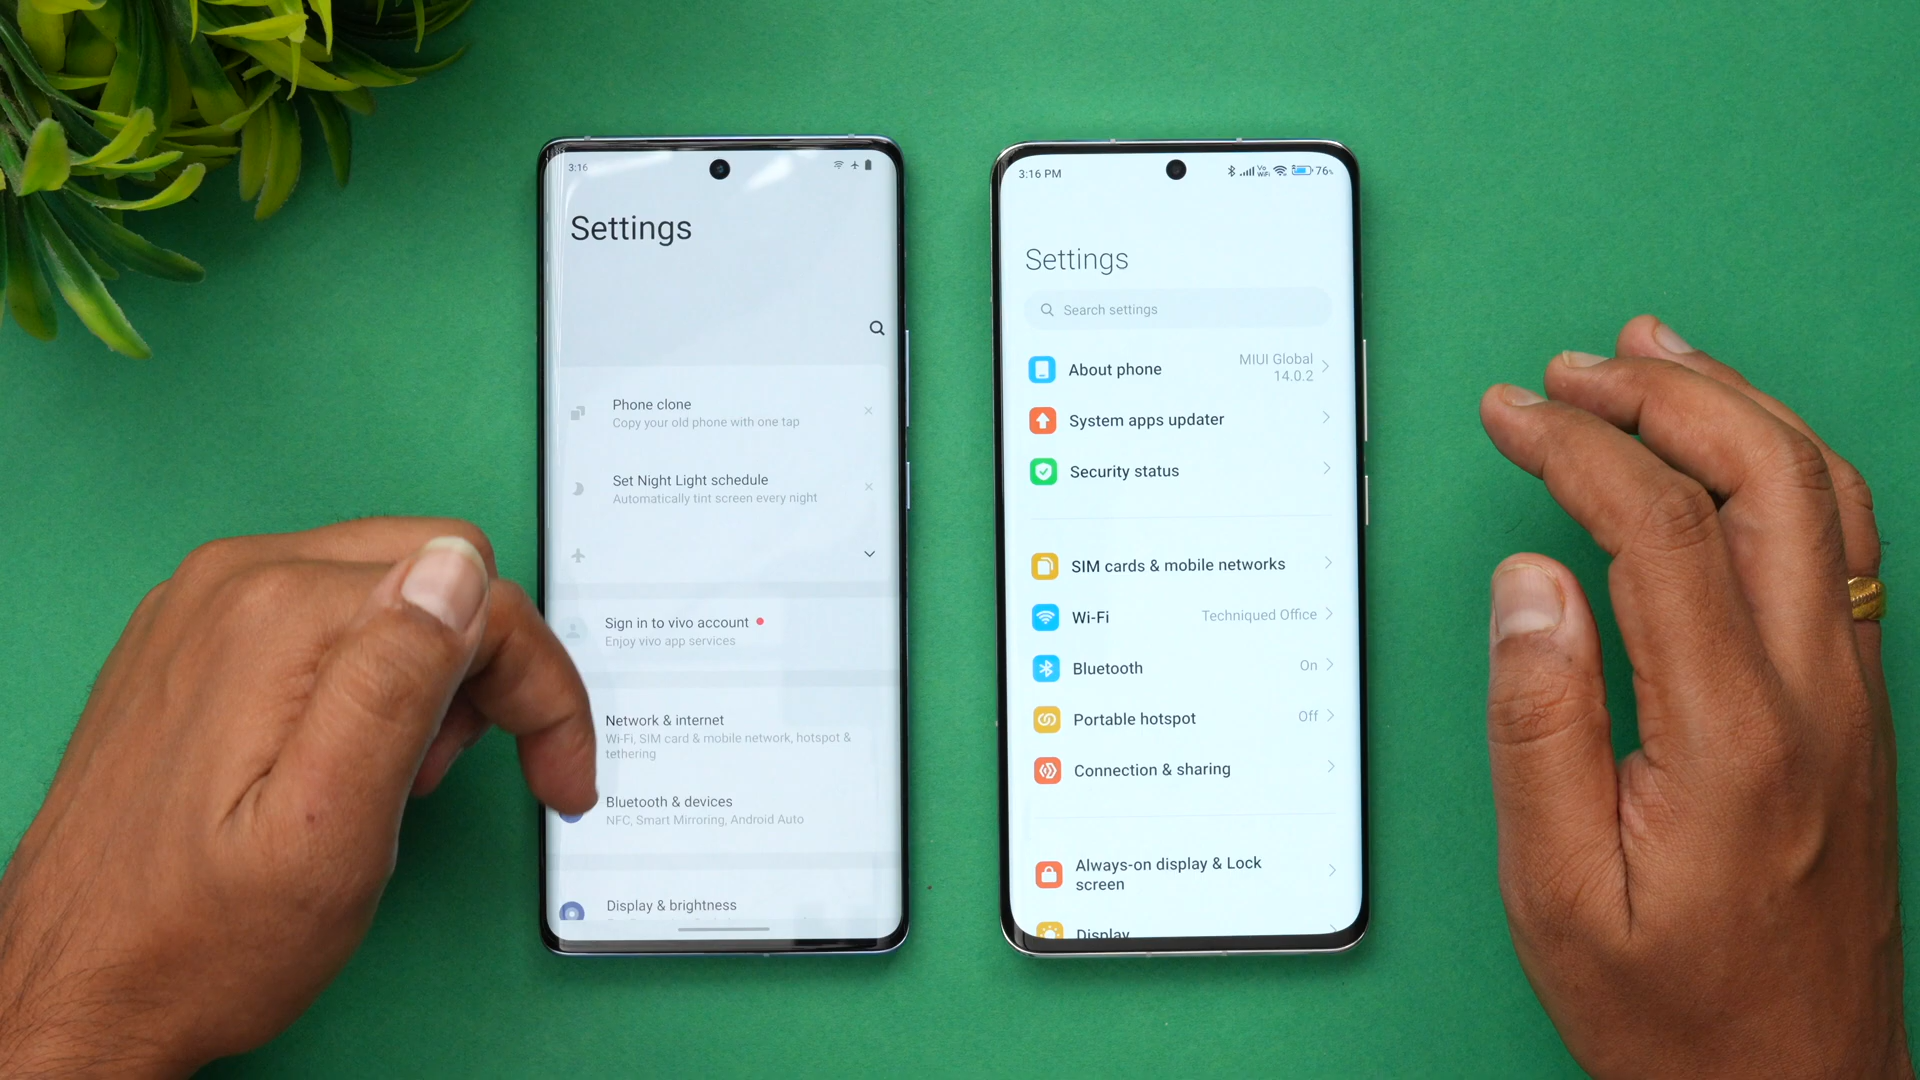 3:16
Settings
Phone clone
Copy your old phone with one tap
Set Night Light schedule
Automatically tint screen every night
Sign in to vivo account
Enjoy vivo app services
Network & internet
Wi-Fi, SIM card & mobile network, hotspot &
tethering
Bluetooth & devices
NFC, Smart Mirroring, Android Auto
Display & brightness
3:16 PM
Vo
WiFi
76%
Settings
Search settings
About phone
MIUI Global
14.0.2
System apps updater
Security status
SIM cards & mobile networks
Wi-Fi
Techniqued Office
Bluetooth
On
Portable hotspot
Off
Connection & sharing
Always-on display & Lock
screen
Display